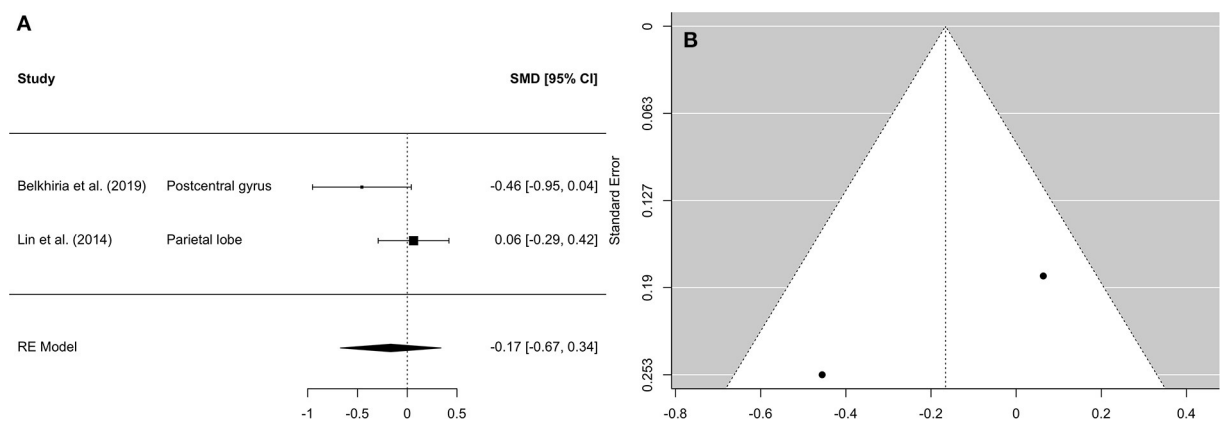 A
Study SMD [95% CI]
Belkhiria et al. (2019) Postcentral gyrus -0.46 [-0.95, 0.04]
Lin et al. (2014) Parietal lobe 0.06 [-0.29, 0.42]
RE Model -0.17 [-0.67, 0.34]
-1 -0.5 0 0.5
B
Standard Error
0
0.063
0.127
0.19
0.253
-0.8 -0.6 -0.4 -0.2 0 0.2 0.4